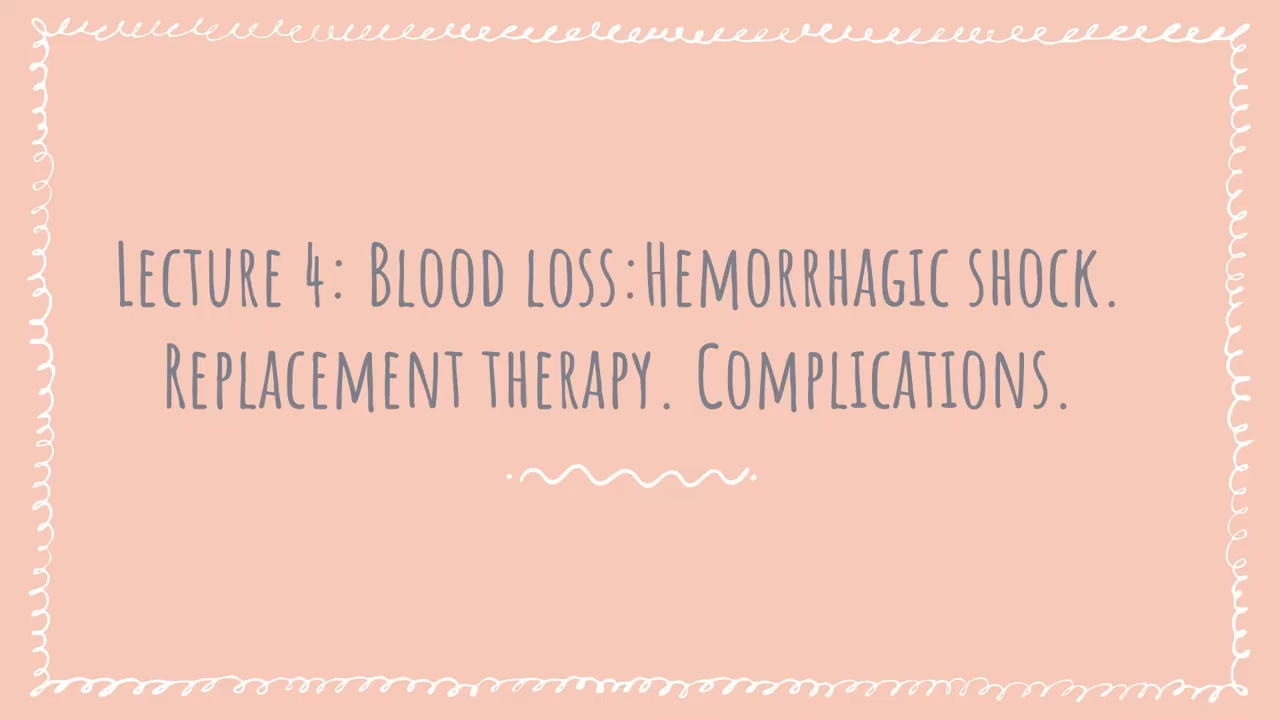 Lecture 4: Blood loss:Hemorrhagic shock.
Replacement therapy. Complications.